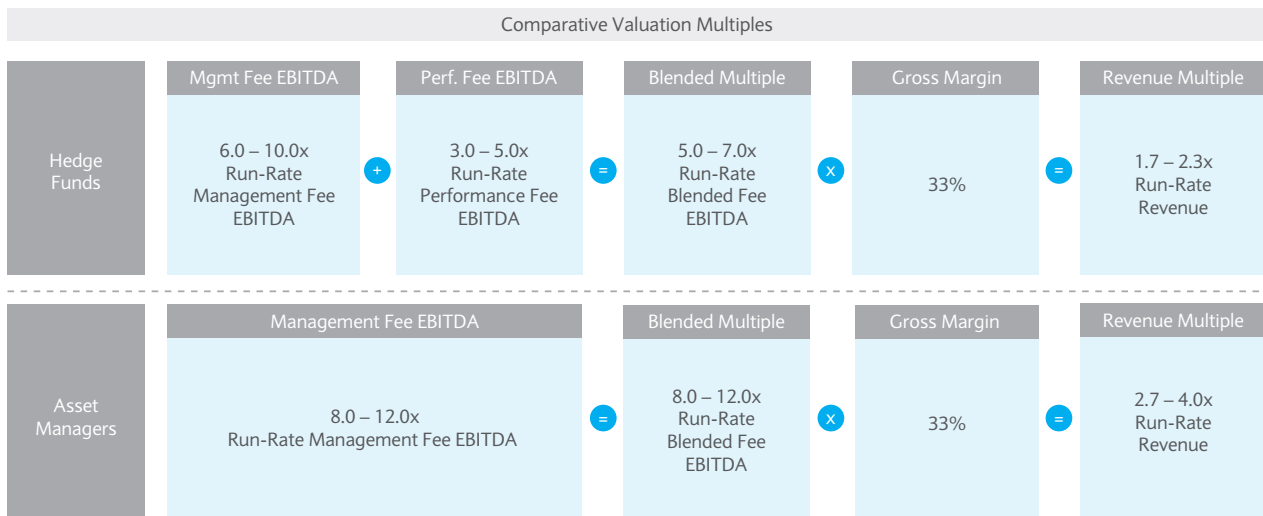 Comparative Valuation Multiples
Hedge
Funds
Mgmt Fee EBITDA
6.0 – 10.0x
Run-Rate
Management Fee
EBITDA
+
Perf. Fee EBITDA
3.0 – 5.0x
Run-Rate
Performance Fee
EBITDA
=
Blended Multiple
5.0 – 7.0x
Run-Rate
Blended Fee
EBITDA
x
Gross Margin
33%
=
Revenue Multiple
1.7 – 2.3x
Run-Rate
Revenue
Asset
Managers
Management Fee EBITDA
8.0 – 12.0x
Run-Rate Management Fee EBITDA
=
Blended Multiple
8.0 – 12.0x
Run-Rate
Blended Fee
EBITDA
x
Gross Margin
33%
=
Revenue Multiple
2.7 – 4.0x
Run-Rate
Revenue